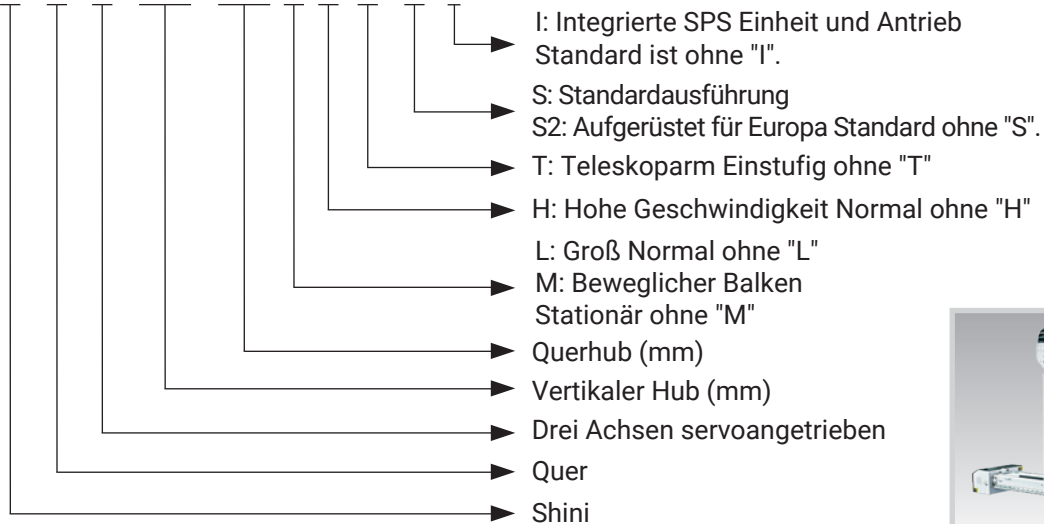 I: Integrierte SPS Einheit und Antrieb
Standard ist ohne "I".
S: Standardausführung
S2: Aufgerüstet für Europa Standard ohne "S".
T: Teleskoparm Einstufig ohne "T"
H: Hohe Geschwindigkeit Normal ohne "H"
L: Groß Normal ohne "L"
M: Beweglicher Balken
Stationär ohne "M"
Querhub (mm)
Vertikaler Hub (mm)
Drei Achsen servoangetrieben
Quer
Shini